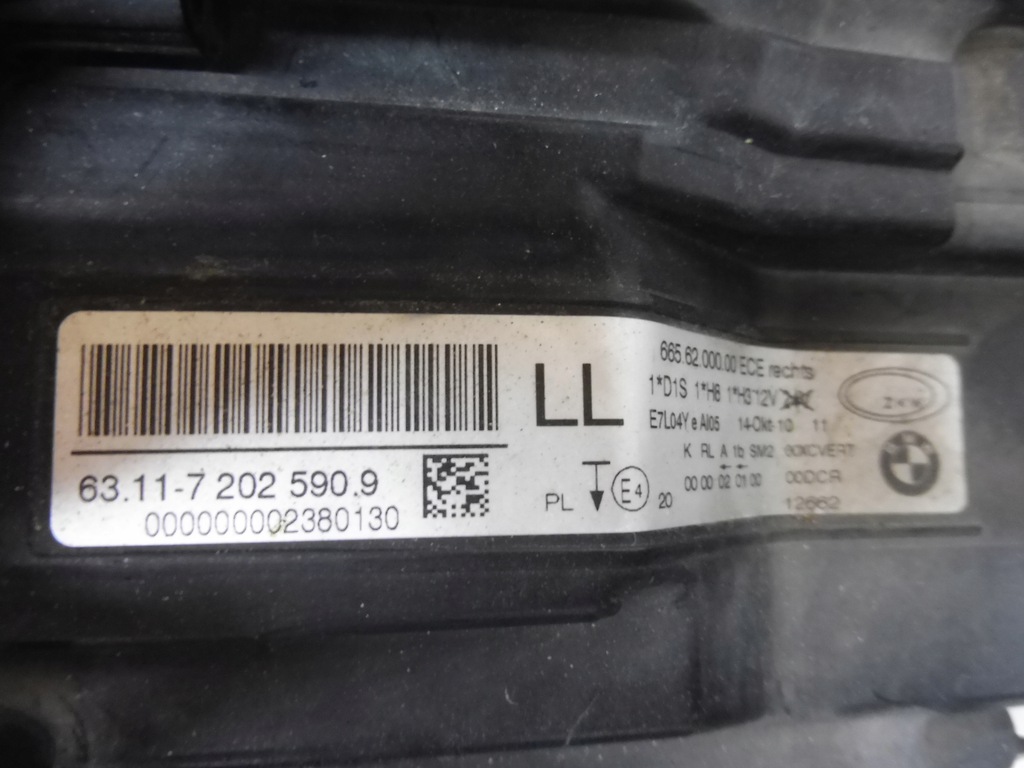 63.11-7 202 590.9
000000002380130
LL
PL E4 20
665.62.000.00 ECE rechts
1*D1S 1*H8 1*H3 12V
E7L04Y e AI05 14-Okt-10 11
K RL A 1b SM2
00 00 02 01 00 00DCR
12662
ZKW